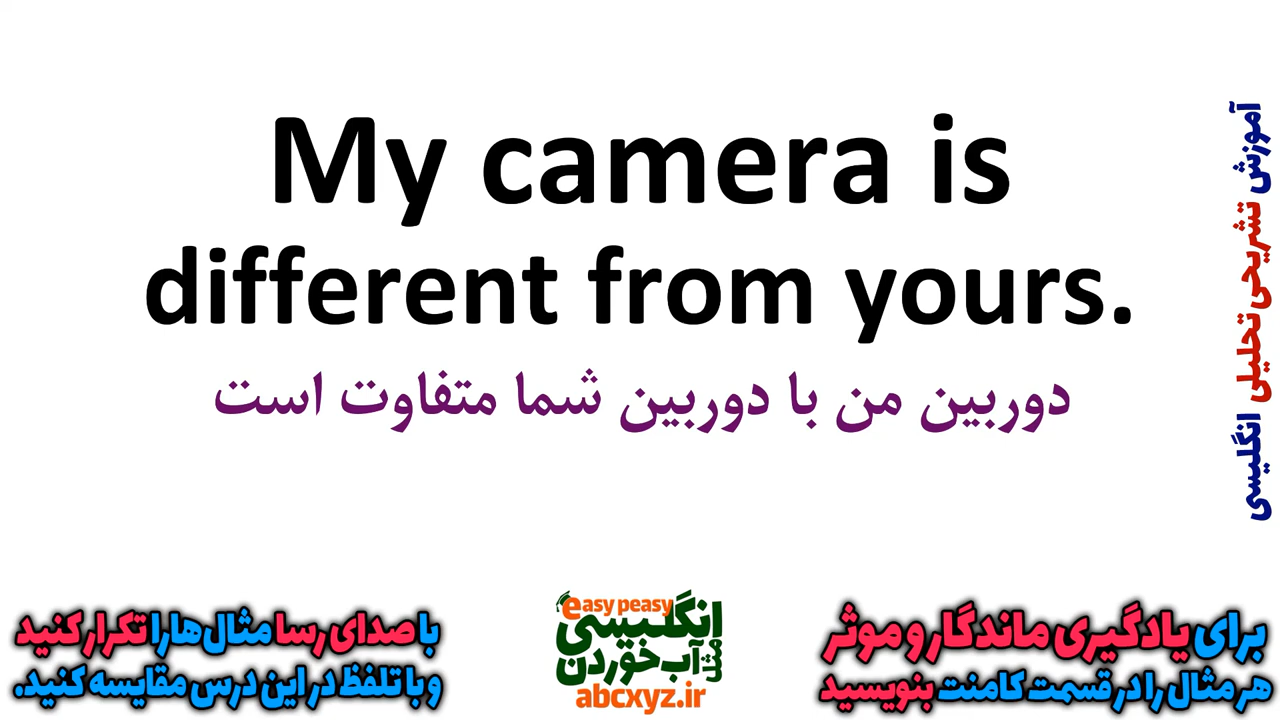 My camera is
different from yours.
دوربین من با دوربین شما متفاوت است
آموزش تشریحی تحلیلی انگلیسی
برای یادگیری ماندگار و موثر
هر مثال را در قسمت کامنت بنویسید
easy peasy
انگلیسی
مثل آب خوردن
abcxyz.ir
با صدای رسا مثال‌ها را تکرار کنید
و با تلفظ در این درس مقایسه کنید.